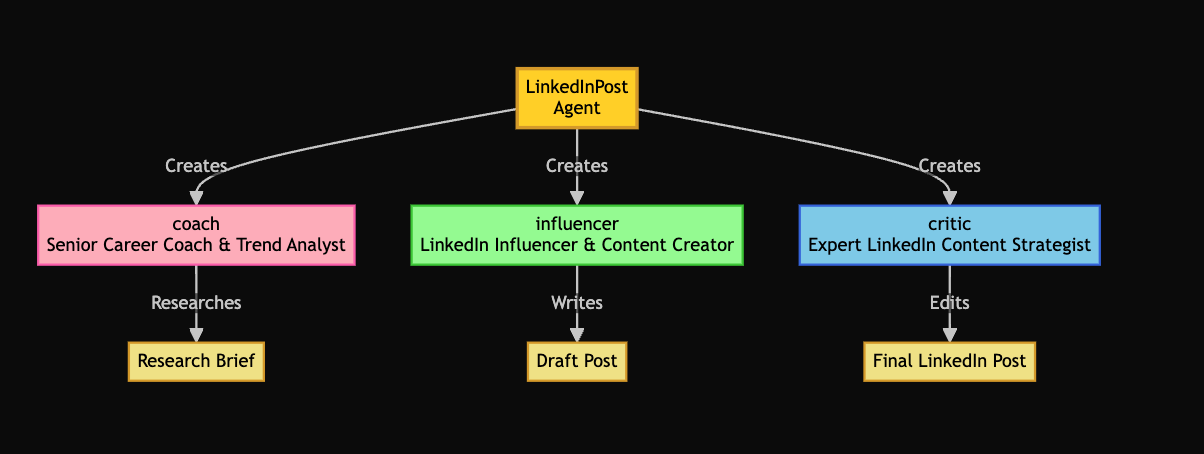 LinkedInPost
Agent
Creates
Creates
Creates
coach
Senior Career Coach & Trend Analyst
influencer
LinkedIn Influencer & Content Creator
critic
Expert LinkedIn Content Strategist
Researches
Writes
Edits
Research Brief
Draft Post
Final LinkedIn Post